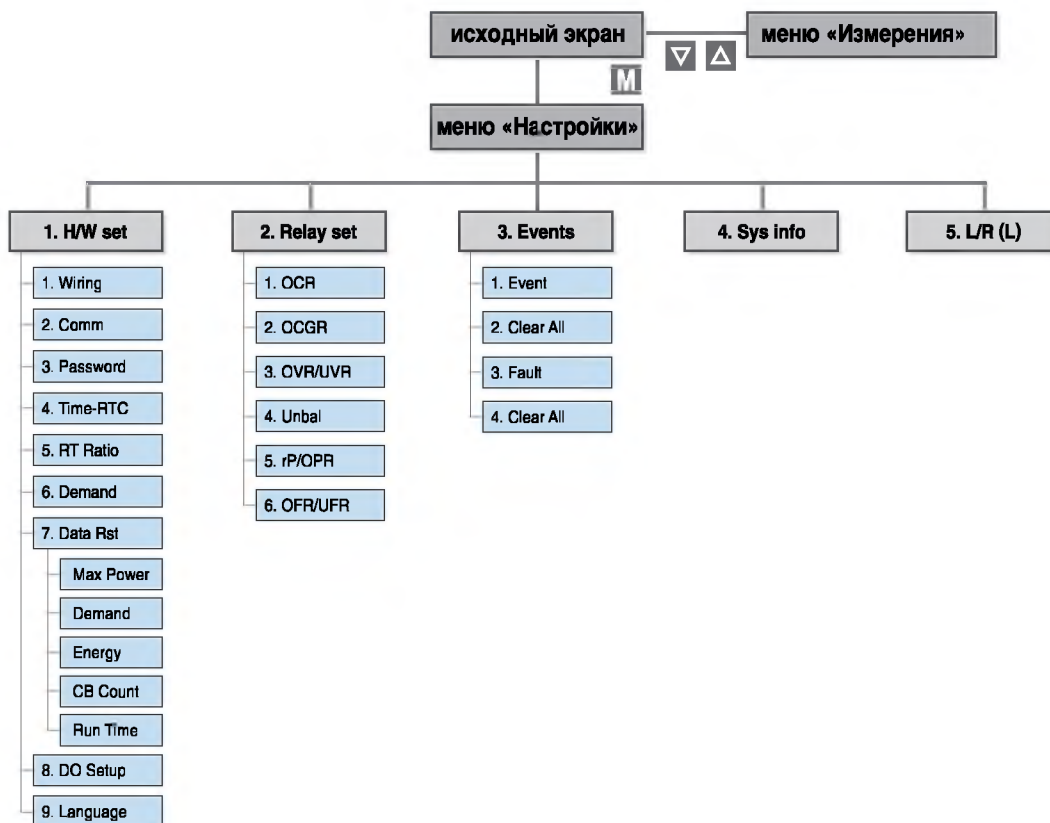 исходный экран
меню «Измерения»
M
меню «Настройки»
1. H/W set
2. Relay set
3. Events
4. Sys info
5. L/R (L)
1. Wiring
2. Comm
3. Password
4. Time-RTC
5. RT Ratio
6. Demand
7. Data Rst
Max Power
Demand
Energy
CB Count
Run Time
8. DO Setup
9. Language
1. OCR
2. OCGR
3. OVR/UVR
4. Unbal
5. rP/OPR
6. OFR/UFR
1. Event
2. Clear All
3. Fault
4. Clear All